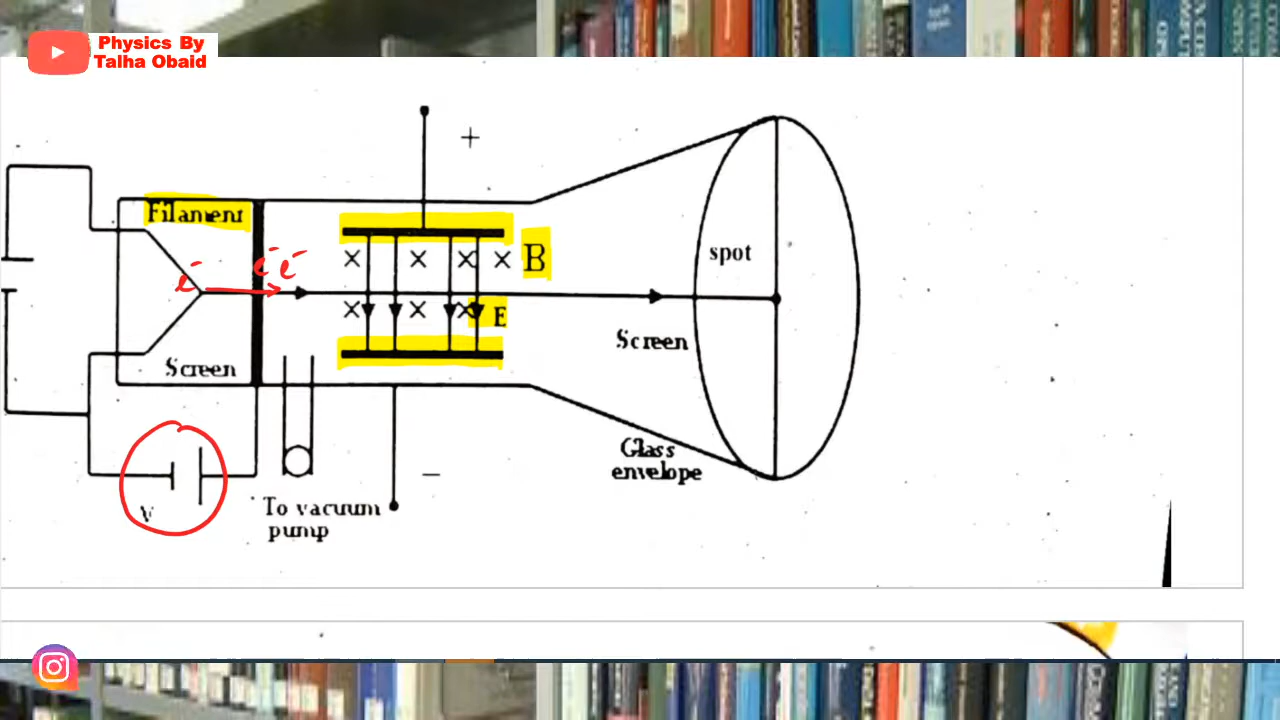 Physics By
Talha Obaid
+
Filament
× × × × B
e⁻ e⁻ e⁻
spot
× × × E
Screen
Screen
Glass
envelope
V
−
To vacuum
pump